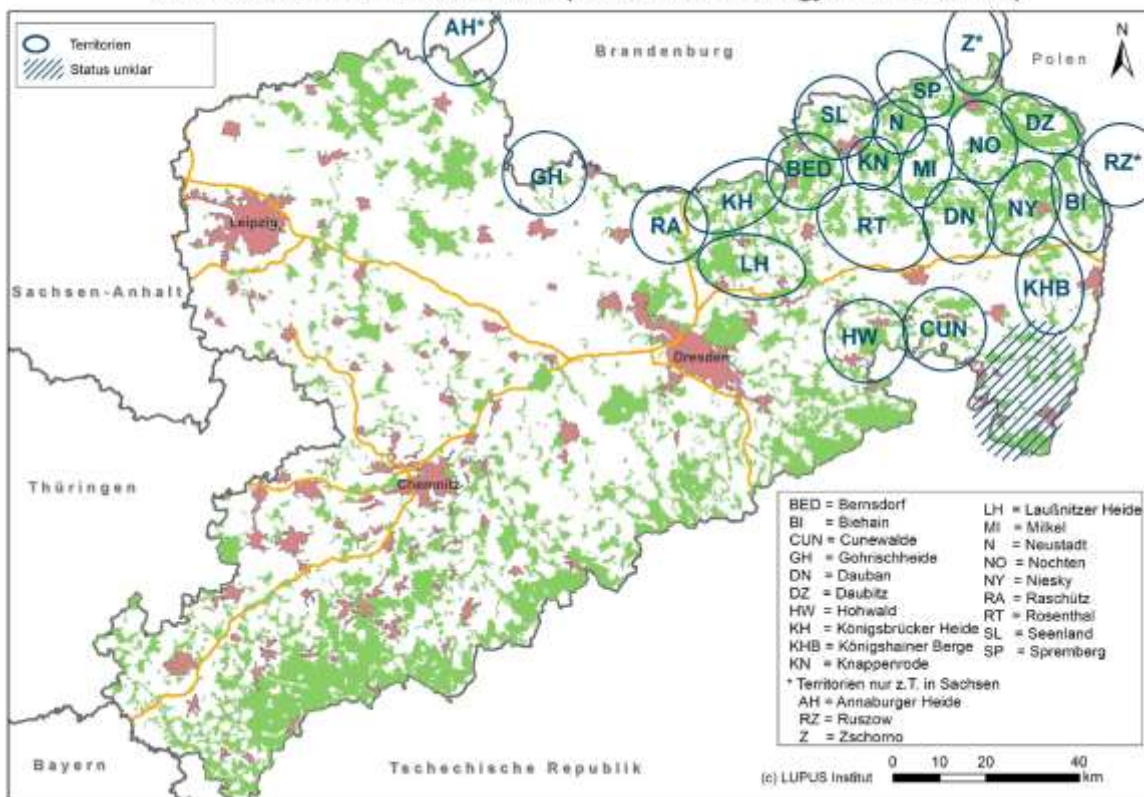 Territorien
Status unklar
AH*
Brandenburg
Z*
Polen
N
SP
SL
N
DZ
NO
RZ*
GH
BED
KN
MI
KH
RA
RT
DN
NY
BI
Leipzig
LH
KHB
Sachsen-Anhalt
HW
CUN
Dresden
Thüringen
Chemnitz
BED = Bernsdorf
BI = Biehain
CUN = Cunewalde
GH = Gohrischheide
DN = Dauban
DZ = Daubitz
HW = Hohwald
KH = Königsbrücker Heide
KHB = Königshainer Berge
KN = Knappenrode
LH = Laußnitzer Heide
MI = Milkel
N = Neustadt
NO = Nochten
NY = Niesky
RA = Raschütz
RT = Rosenthal
SL = Seenland
SP = Spremberg
* Territorien nur z.T. in Sachsen
AH = Annaburger Heide
RZ = Ruszow
Z = Zschorno
Bayern
Tschechische Republik
(c) LUPUS Institut
0 10 20 40
km